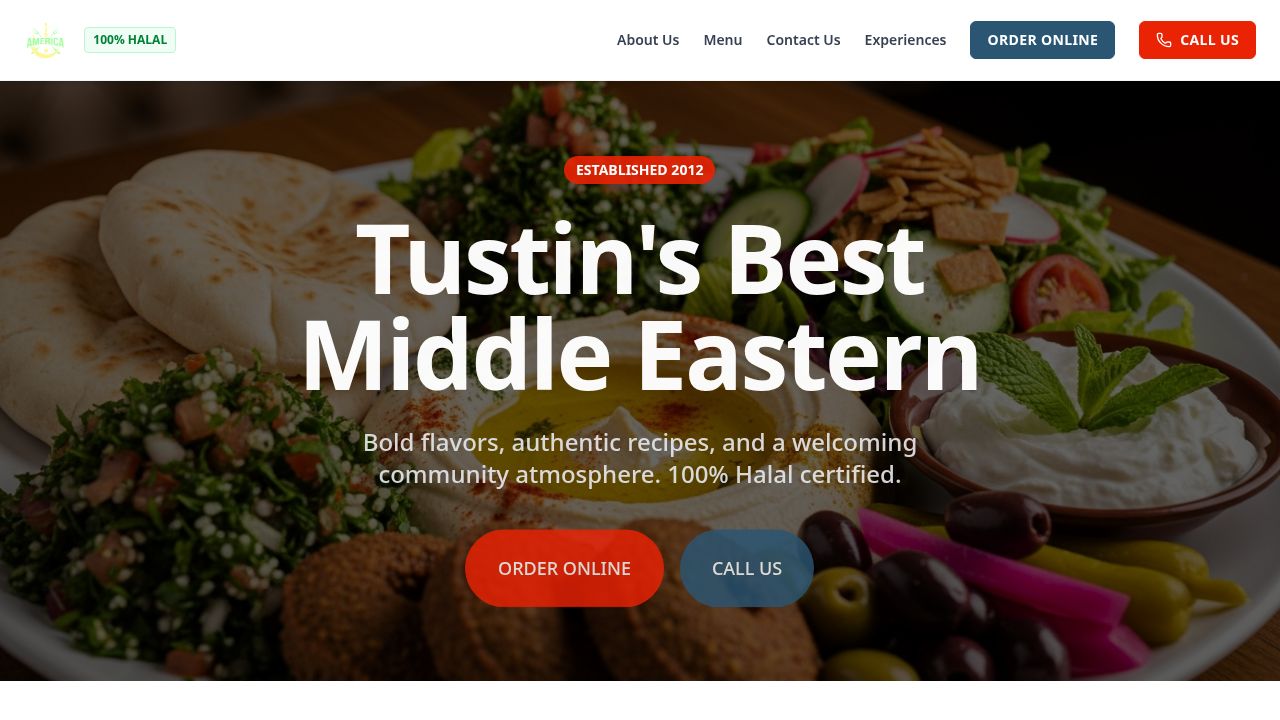 AMERICA
100% HALAL
About Us
Menu
Contact Us
Experiences
ORDER ONLINE
CALL US
ESTABLISHED 2012
Tustin's Best
Middle Eastern
Bold flavors, authentic recipes, and a welcoming
community atmosphere. 100% Halal certified.
ORDER ONLINE
CALL US